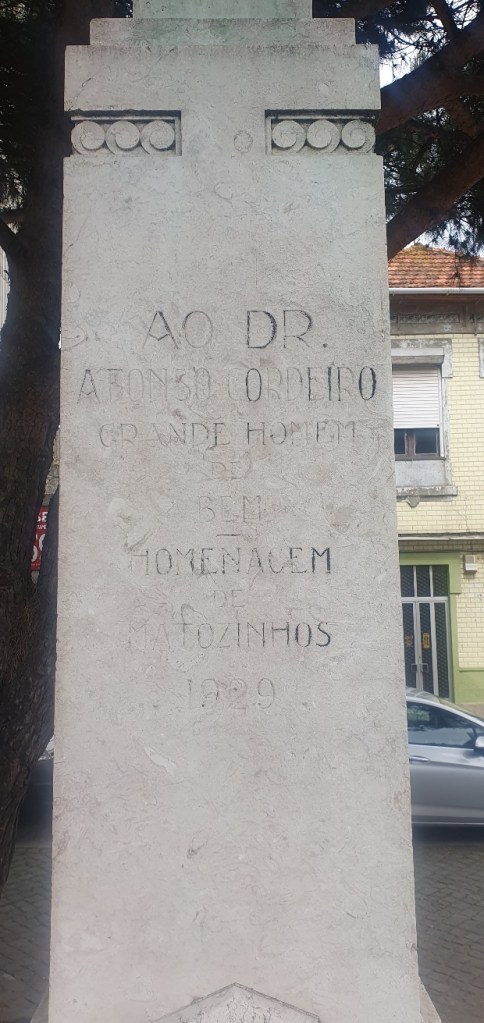 AO DR.
AFONSO CORDEIRO
GRANDE HOMEM
DE
BEM
HOMENAGEM
DE
MATOZINHOS
1929